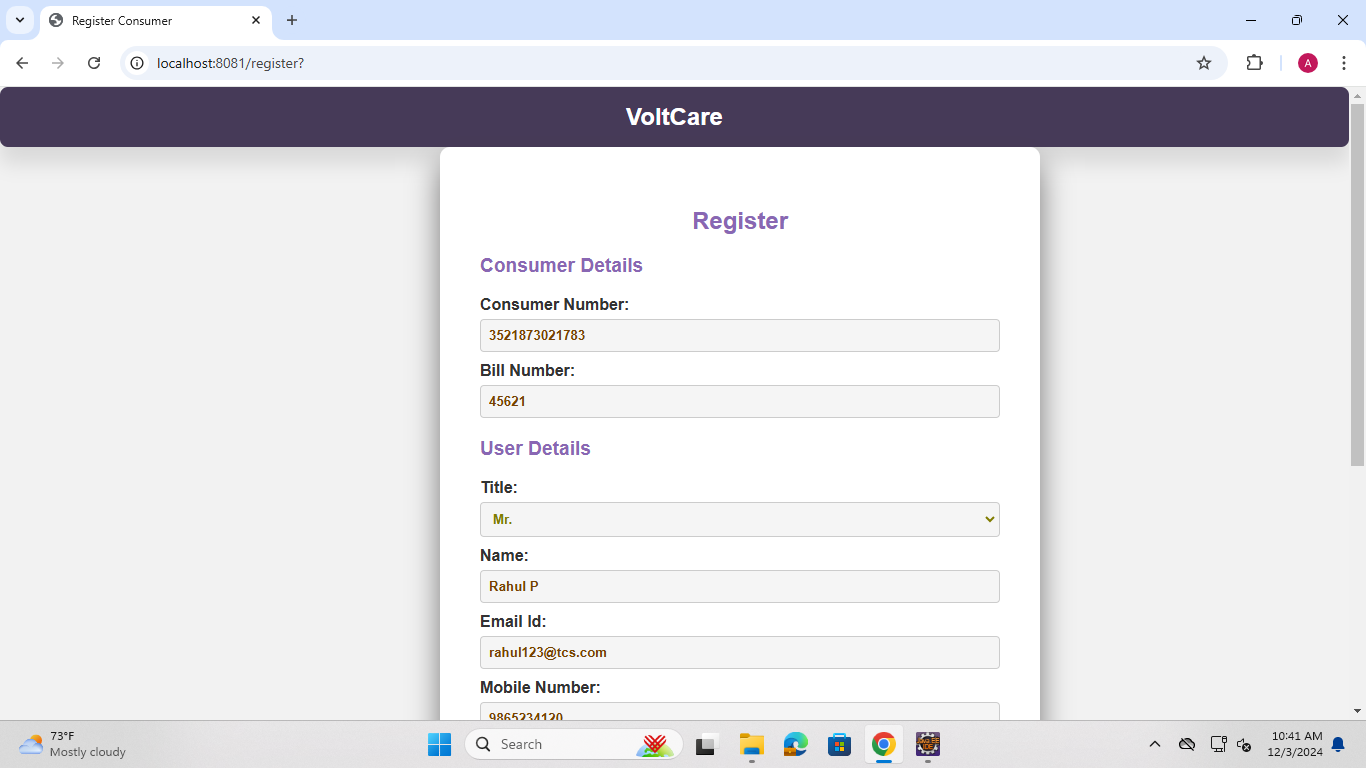 Register Consumer
localhost:8081/register?
A
VoltCare
Register
Consumer Details
Consumer Number:
3521873021783
Bill Number:
45621
User Details
Title:
Mr.
Name:
Rahul P
Email Id:
rahul123@tcs.com
Mobile Number:
9865234120
73°F
Mostly cloudy
Search
10:41 AM
12/3/2024